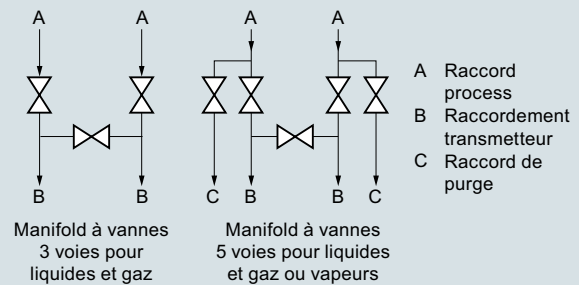 A A A A
A Raccord
process
B Raccordement
transmetteur
C Raccord de
purge
B B C B B C
Manifold à vannes
3 voies pour
liquides et gaz
Manifold à vannes
5 voies pour liquides
et gaz ou vapeurs